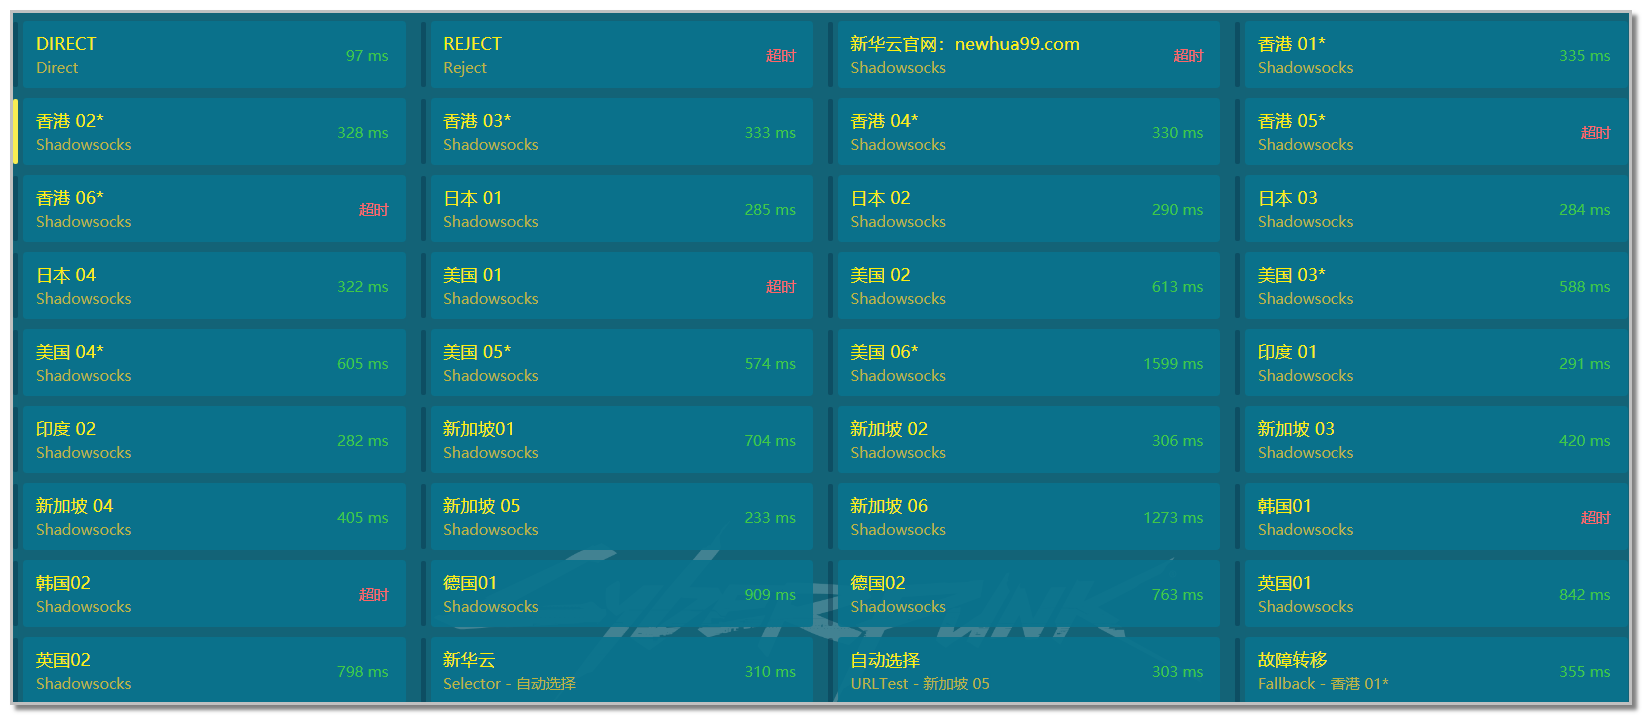 DIRECT
Direct
97 ms
REJECT
Reject
超时
新华云官网：newhua99.com
Shadowsocks
超时
香港 01*
Shadowsocks
335 ms
香港 02*
Shadowsocks
328 ms
香港 03*
Shadowsocks
333 ms
香港 04*
Shadowsocks
330 ms
香港 05*
Shadowsocks
超时
香港 06*
Shadowsocks
超时
日本 01
Shadowsocks
285 ms
日本 02
Shadowsocks
290 ms
日本 03
Shadowsocks
284 ms
日本 04
Shadowsocks
322 ms
美国 01
Shadowsocks
超时
美国 02
Shadowsocks
613 ms
美国 03*
Shadowsocks
588 ms
美国 04*
Shadowsocks
605 ms
美国 05*
Shadowsocks
574 ms
美国 06*
Shadowsocks
1599 ms
印度 01
Shadowsocks
291 ms
印度 02
Shadowsocks
282 ms
新加坡01
Shadowsocks
704 ms
新加坡 02
Shadowsocks
306 ms
新加坡 03
Shadowsocks
420 ms
新加坡 04
Shadowsocks
405 ms
新加坡 05
Shadowsocks
233 ms
新加坡 06
Shadowsocks
1273 ms
韩国01
Shadowsocks
超时
韩国02
Shadowsocks
超时
德国01
Shadowsocks
909 ms
德国02
Shadowsocks
763 ms
英国01
Shadowsocks
842 ms
英国02
Shadowsocks
798 ms
新华云
Selector - 自动选择
310 ms
自动选择
URLTest - 新加坡 05
303 ms
故障转移
Fallback - 香港 01*
355 ms
CYBERPUNK